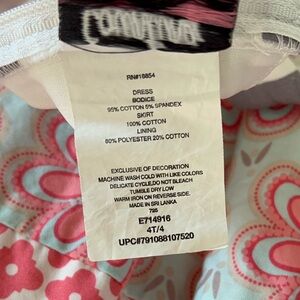 RN#18854
DRESS
BODICE
95% COTTON 5% SPANDEX
SKIRT
100% COTTON
LINING
80% POLYESTER 20% COTTON
EXCLUSIVE OF DECORATION
MACHINE WASH COLD WITH LIKE COLORS
DELICATE CYCLE,DO NOT BLEACH
TUMBLE DRY LOW
WARM IRON ON REVERSE SIDE.
MADE IN SRI LANKA
795
E714916
4T/4
UPC#791088107520